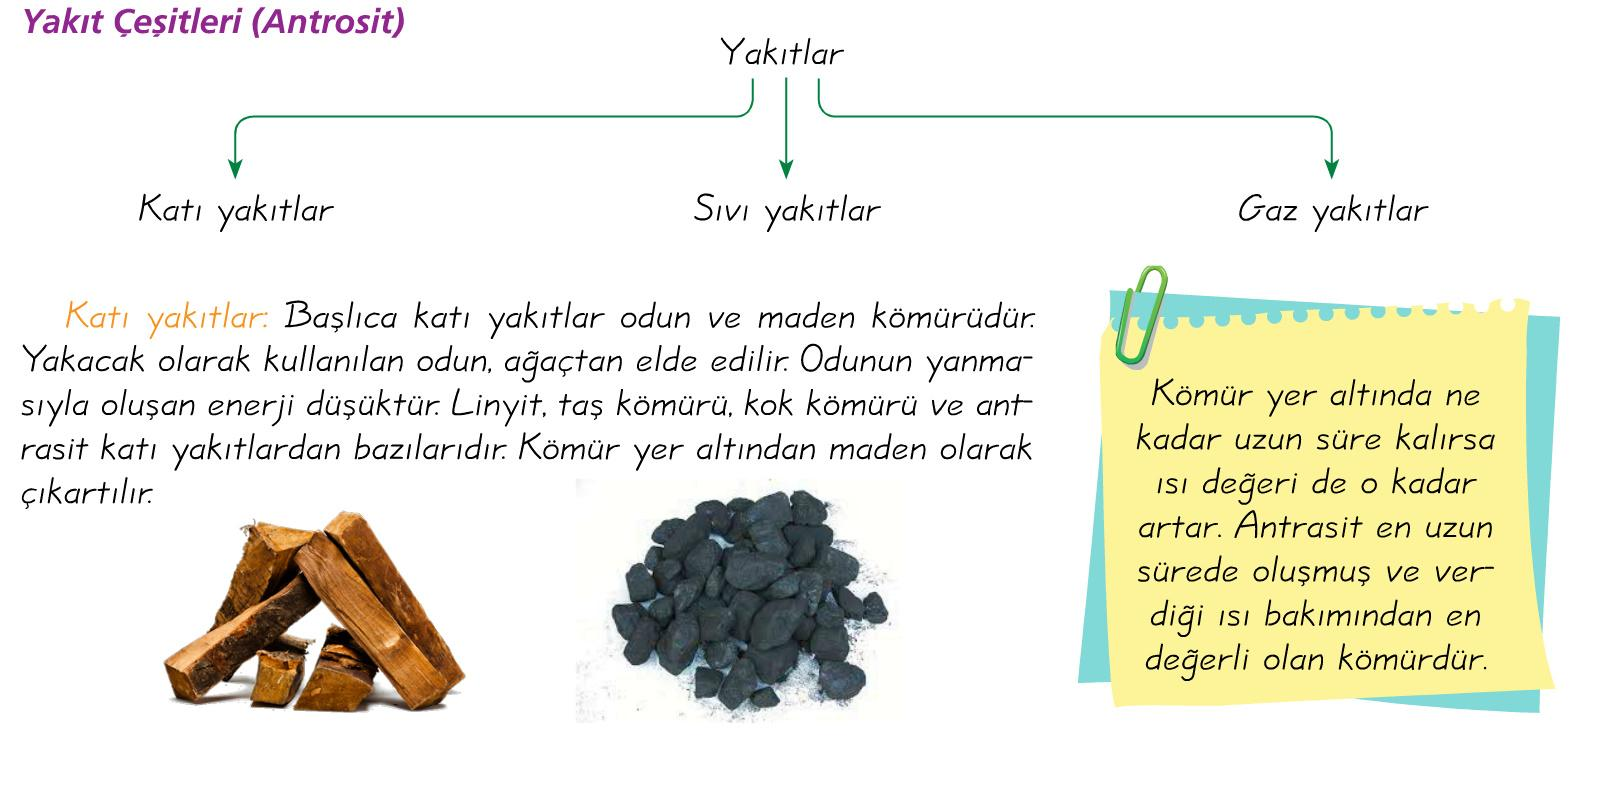 Yakıt Çeşitleri (Antrosit)
Yakıtlar
Katı yakıtlar
Sıvı yakıtlar
Gaz yakıtlar
Katı yakıtlar: Başlıca katı yakıtlar odun ve maden kömürüdür.
Yakacak olarak kullanılan odun, ağaçtan elde edilir. Odunun yanma-
sıyla oluşan enerji düşüktür. Linyit, taş kömürü, kok kömürü ve ant-
rasit katı yakıtlardan bazılarıdır. Kömür yer altından maden olarak
çıkartılır.
Kömür yer altında ne
kadar uzun süre kalırsa
ısı değeri de o kadar
artar. Antrasit en uzun
sürede oluşmuş ve ver-
diği ısı bakımından en
değerli olan kömürdür.